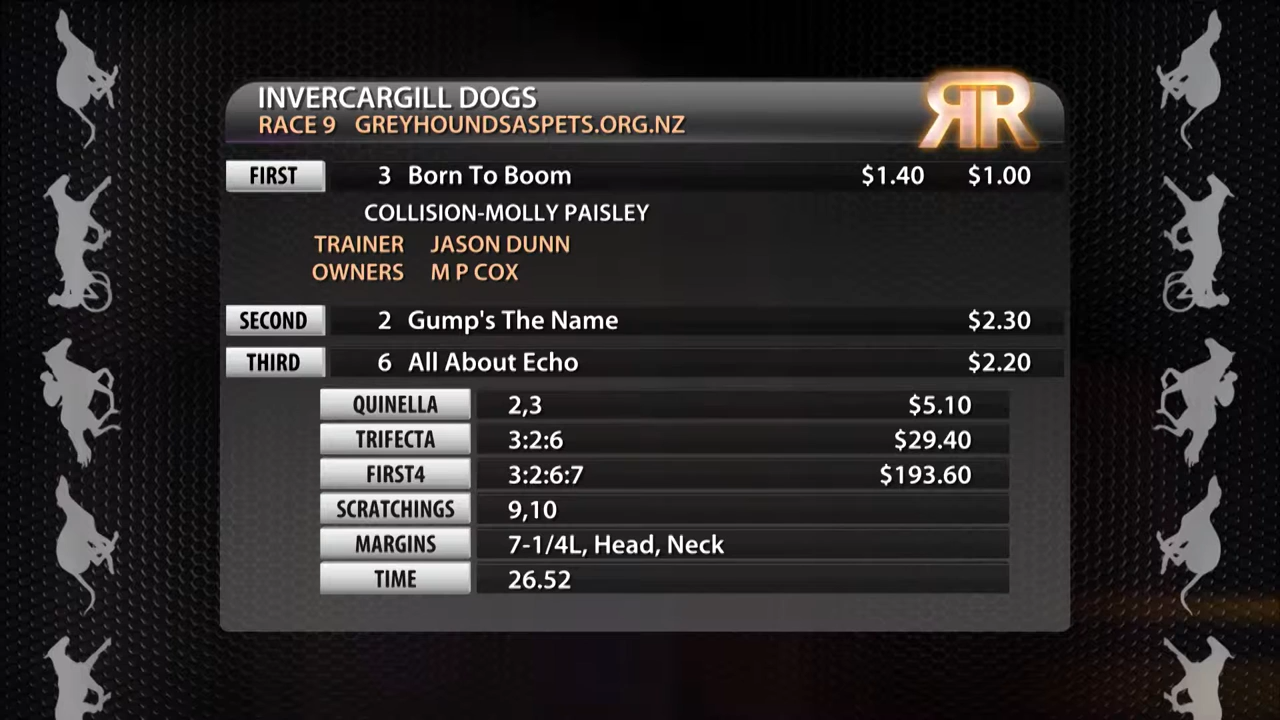 INVERCARGILL DOGS
RACE 9 GREYHOUNDSASPETS.ORG.NZ
RR
FIRST 3 Born To Boom $1.40 $1.00
COLLISION-MOLLY PAISLEY
TRAINER JASON DUNN
OWNERS M P COX
SECOND 2 Gump's The Name $2.30
THIRD 6 All About Echo $2.20
QUINELLA 2,3 $5.10
TRIFECTA 3:2:6 $29.40
FIRST4 3:2:6:7 $193.60
SCRATCHINGS 9,10
MARGINS 7-1/4L, Head, Neck
TIME 26.52